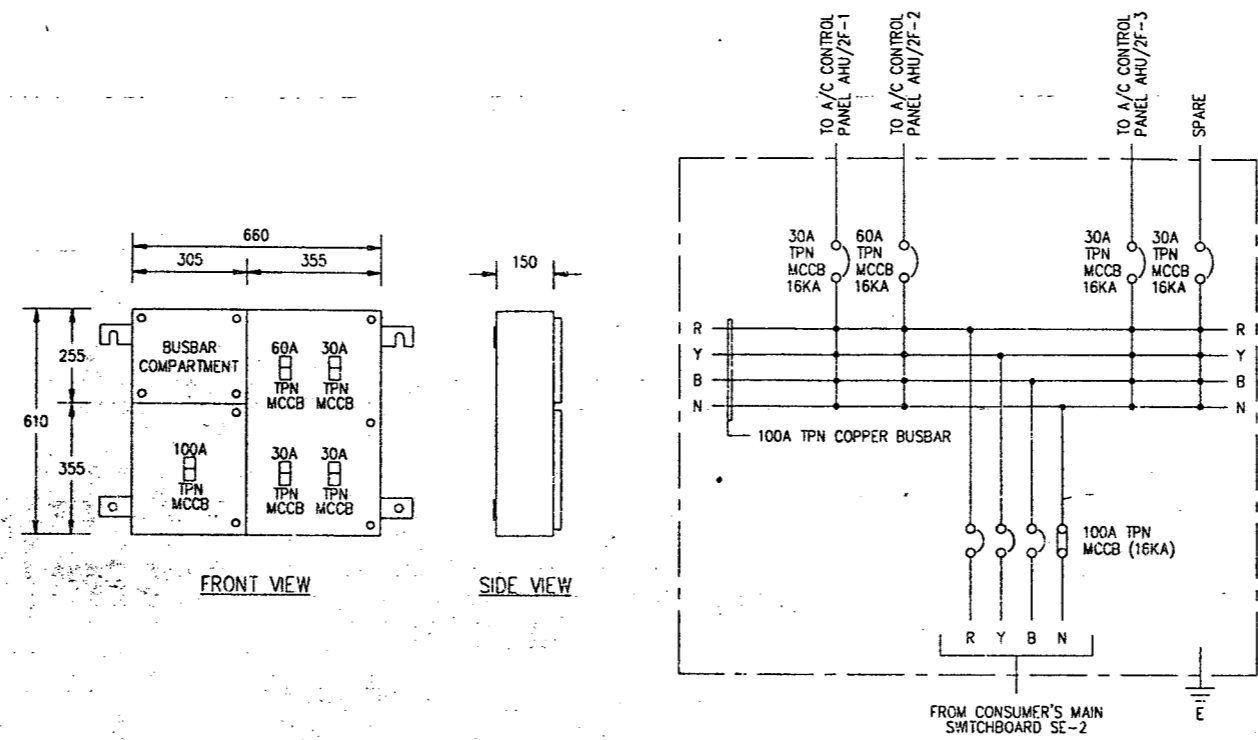 660
305
355
610
255
355
BUSBAR
COMPARTMENT
60A
TPN
MCCB
30A
TPN
MCCB
100A
TPN
MCCB
30A
TPN
MCCB
30A
TPN
MCCB
FRONT VIEW
150
SIDE VIEW
TO A/C CONTROL
PANEL AHU/2F-1
TO A/C CONTROL
PANEL AHU/2F-2
TO A/C CONTROL
PANEL AHU/2F-3
SPARE
30A
TPN
MCCB
16KA
60A
TPN
MCCB
16KA
30A
TPN
MCCB
16KA
30A
TPN
MCCB
16KA
R
Y
B
N
R
Y
B
N
100A TPN COPPER BUSBAR
100A TPN
MCCB (16KA)
R Y B N
FROM CONSUMER'S MAIN
SWITCHBOARD SE-2
E